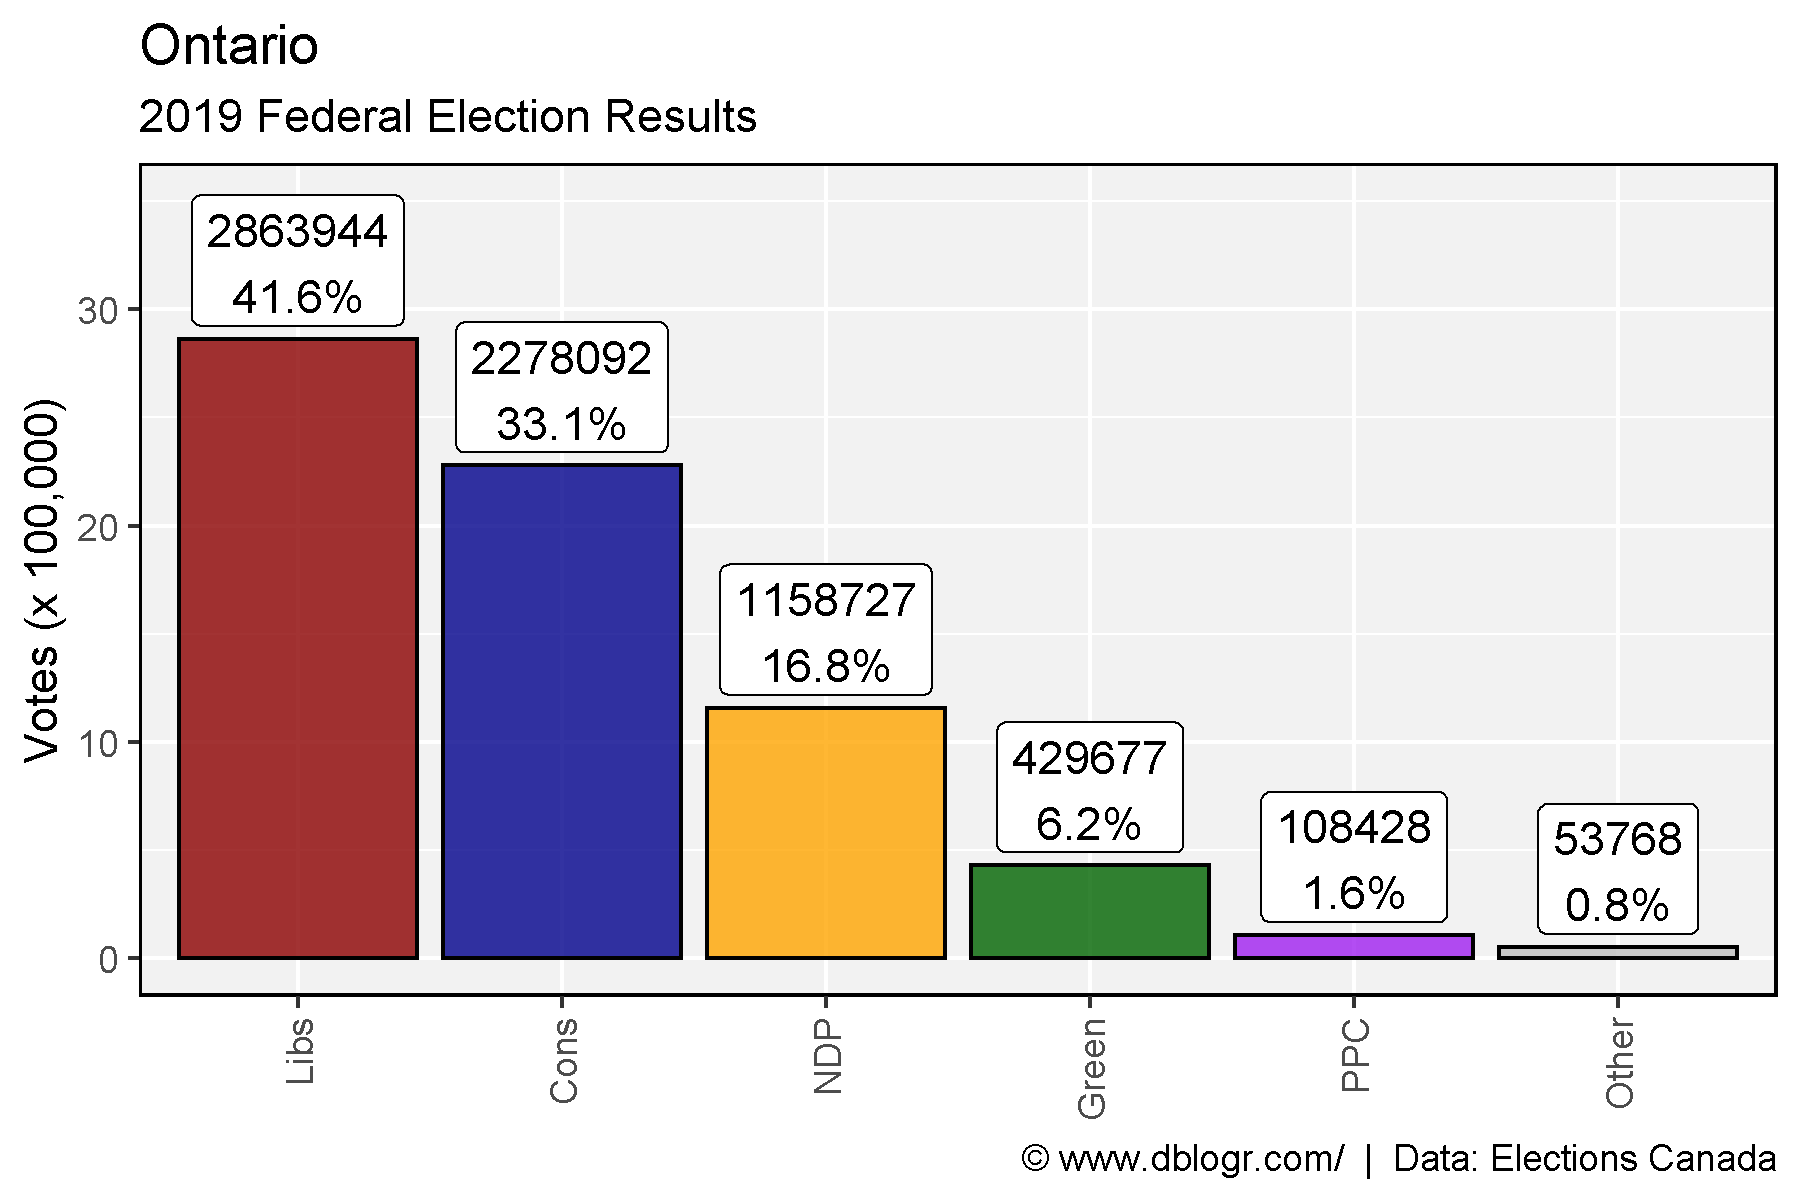 Ontario
2019 Federal Election Results
Votes (x 100,000)
30
20
10
0
2863944
41.6%
2278092
33.1%
1158727
16.8%
429677
6.2%
108428
1.6%
53768
0.8%
Libs
Cons
NDP
Green
PPC
Other
© www.dblogr.com/ | Data: Elections Canada